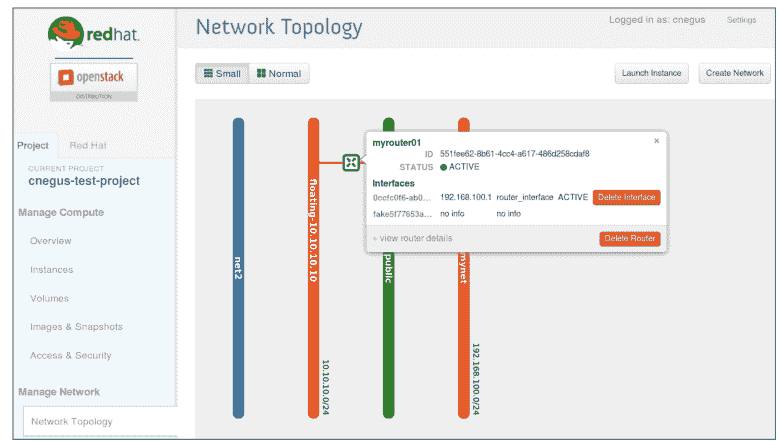 redhat.
openstack
DISTRIBUTION
Network Topology
Logged in as: cnegus
Settings
Small
Normal
Launch Instance
Create Network
Project
Red Hat
CURRENT PROJECT
cnegus-test-project
Manage Compute
Overview
Instances
Volumes
Images & Snapshots
Access & Security
Manage Network
Network Topology
net2
floating-10.10.10.10
10.10.10.0/24
public
mynet
192.168.100.0/24
myrouter01
×
ID 551fee62-8b61-4cc4-a617-486d258cdaf8
STATUS ACTIVE
Interfaces
0ccfc0f6-ab0... 192.168.100.1 router_interface ACTIVE Delete Interface
fake5f77653a... no info no info
» view router details
Delete Router